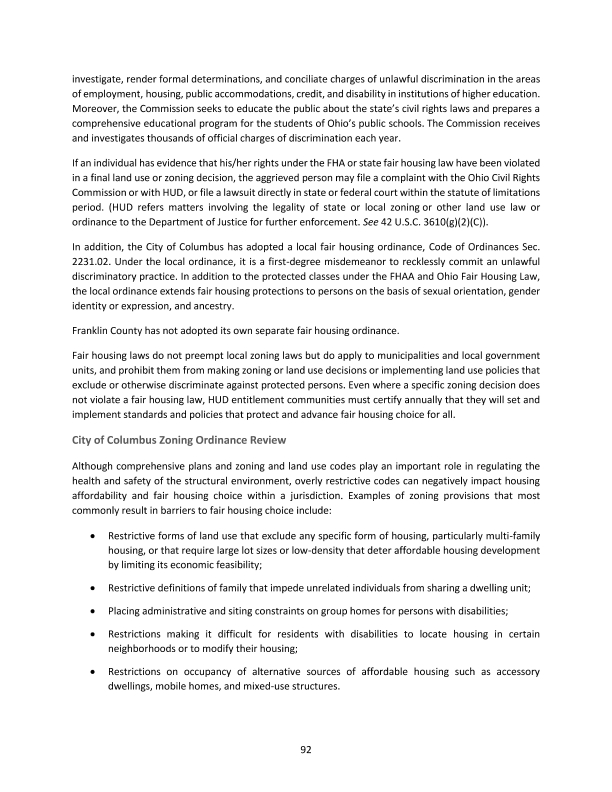 investigate, render formal determinations, and conciliate charges of unlawful discrimination in the areas
of employment, housing, public accommodations, credit, and disability in institutions of higher education.
Moreover, the Commission seeks to educate the public about the state's civil rights laws and prepares a
comprehensive educational program for the students of Ohio's public schools. The Commission receives
and investigates thousands of official charges of discrimination each year.
If an individual has evidence that his/her rights under the FHA or state fair housing law have been violated
in a final land use or zoning decision, the aggrieved person may file a complaint with the Ohio Civil Rights
Commission or with HUD, or file a lawsuit directly in state or federal court within the statute of limitations
period. (HUD refers matters involving the legality of state or local zoning or other land use law or
ordinance to the Department of Justice for further enforcement. See 42 U.S.C. 3610(g)(2)(C)).
In addition, the City of Columbus has adopted a local fair housing ordinance, Code of Ordinances Sec.
2231.02. Under the local ordinance, it is a first-degree misdemeanor to recklessly commit an unlawful
discriminatory practice. In addition to the protected classes under the FHAA and Ohio Fair Housing Law,
the local ordinance extends fair housing protections to persons on the basis of sexual orientation, gender
identity or expression, and ancestry.
Franklin County has not adopted its own separate fair housing ordinance.
Fair housing laws do not preempt local zoning laws but do apply to municipalities and local government
units, and prohibit them from making zoning or land use decisions or implementing land use policies that
exclude or otherwise discriminate against protected persons. Even where a specific zoning decision does
not violate a fair housing law, HUD entitlement communities must certify annually that they will set and
implement standards and policies that protect and advance fair housing choice for all.
City of Columbus Zoning Ordinance Review
Although comprehensive plans and zoning and land use codes play an important role in regulating the
health and safety of the structural environment, overly restrictive codes can negatively impact housing
affordability and fair housing choice within a jurisdiction. Examples of zoning provisions that most
commonly result in barriers to fair housing choice include:
• Restrictive forms of land use that exclude any specific form of housing, particularly multi-family
housing, or that require large lot sizes or low-density that deter affordable housing development
by limiting its economic feasibility;
• Restrictive definitions of family that impede unrelated individuals from sharing a dwelling unit;
• Placing administrative and siting constraints on group homes for persons with disabilities;
• Restrictions making it difficult for residents with disabilities to locate housing in certain
neighborhoods or to modify their housing;
• Restrictions on occupancy of alternative sources of affordable housing such as accessory
dwellings, mobile homes, and mixed-use structures.
92